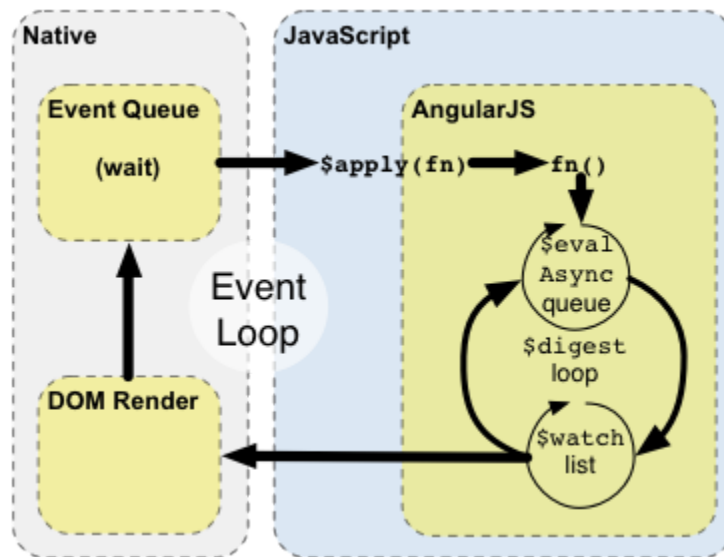 Native
JavaScript
Event Queue
(wait)
AngularJS
$apply(fn)
fn()
$eval
Async
queue
Event
Loop
$digest
loop
DOM Render
$watch
list